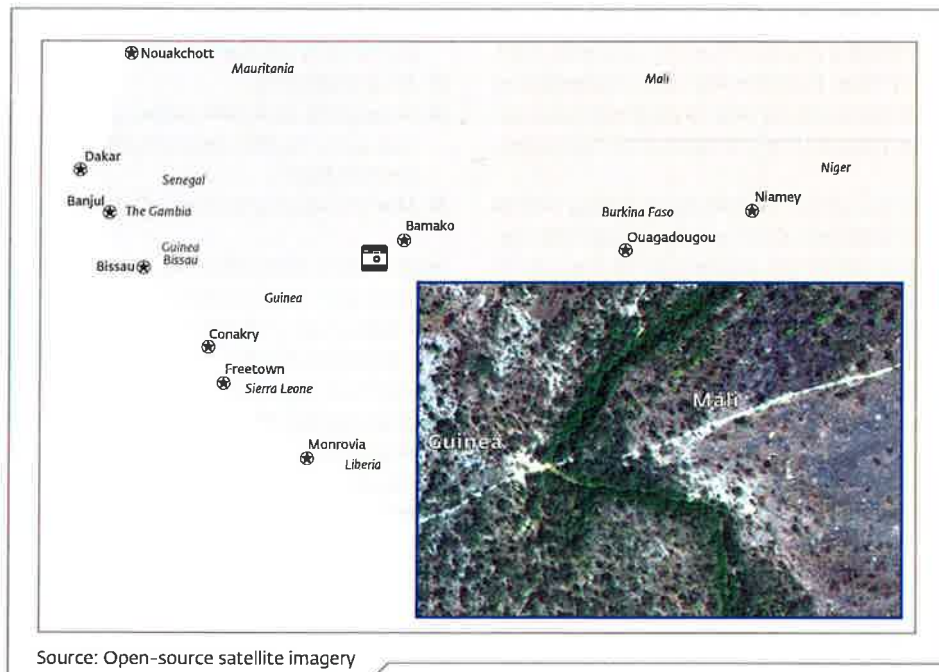 Nouakchott
Mauritania
Mali
Dakar
Senegal
Niger
Banjul
The Gambia
Niamey
Burkina Faso
Bamako
Ouagadougou
Guinea
Bissau
Bissau
Guinea
Conakry
Freetown
Sierra Leone
Monrovia
Liberia
Mali
Guinea
Source: Open-source satellite imagery